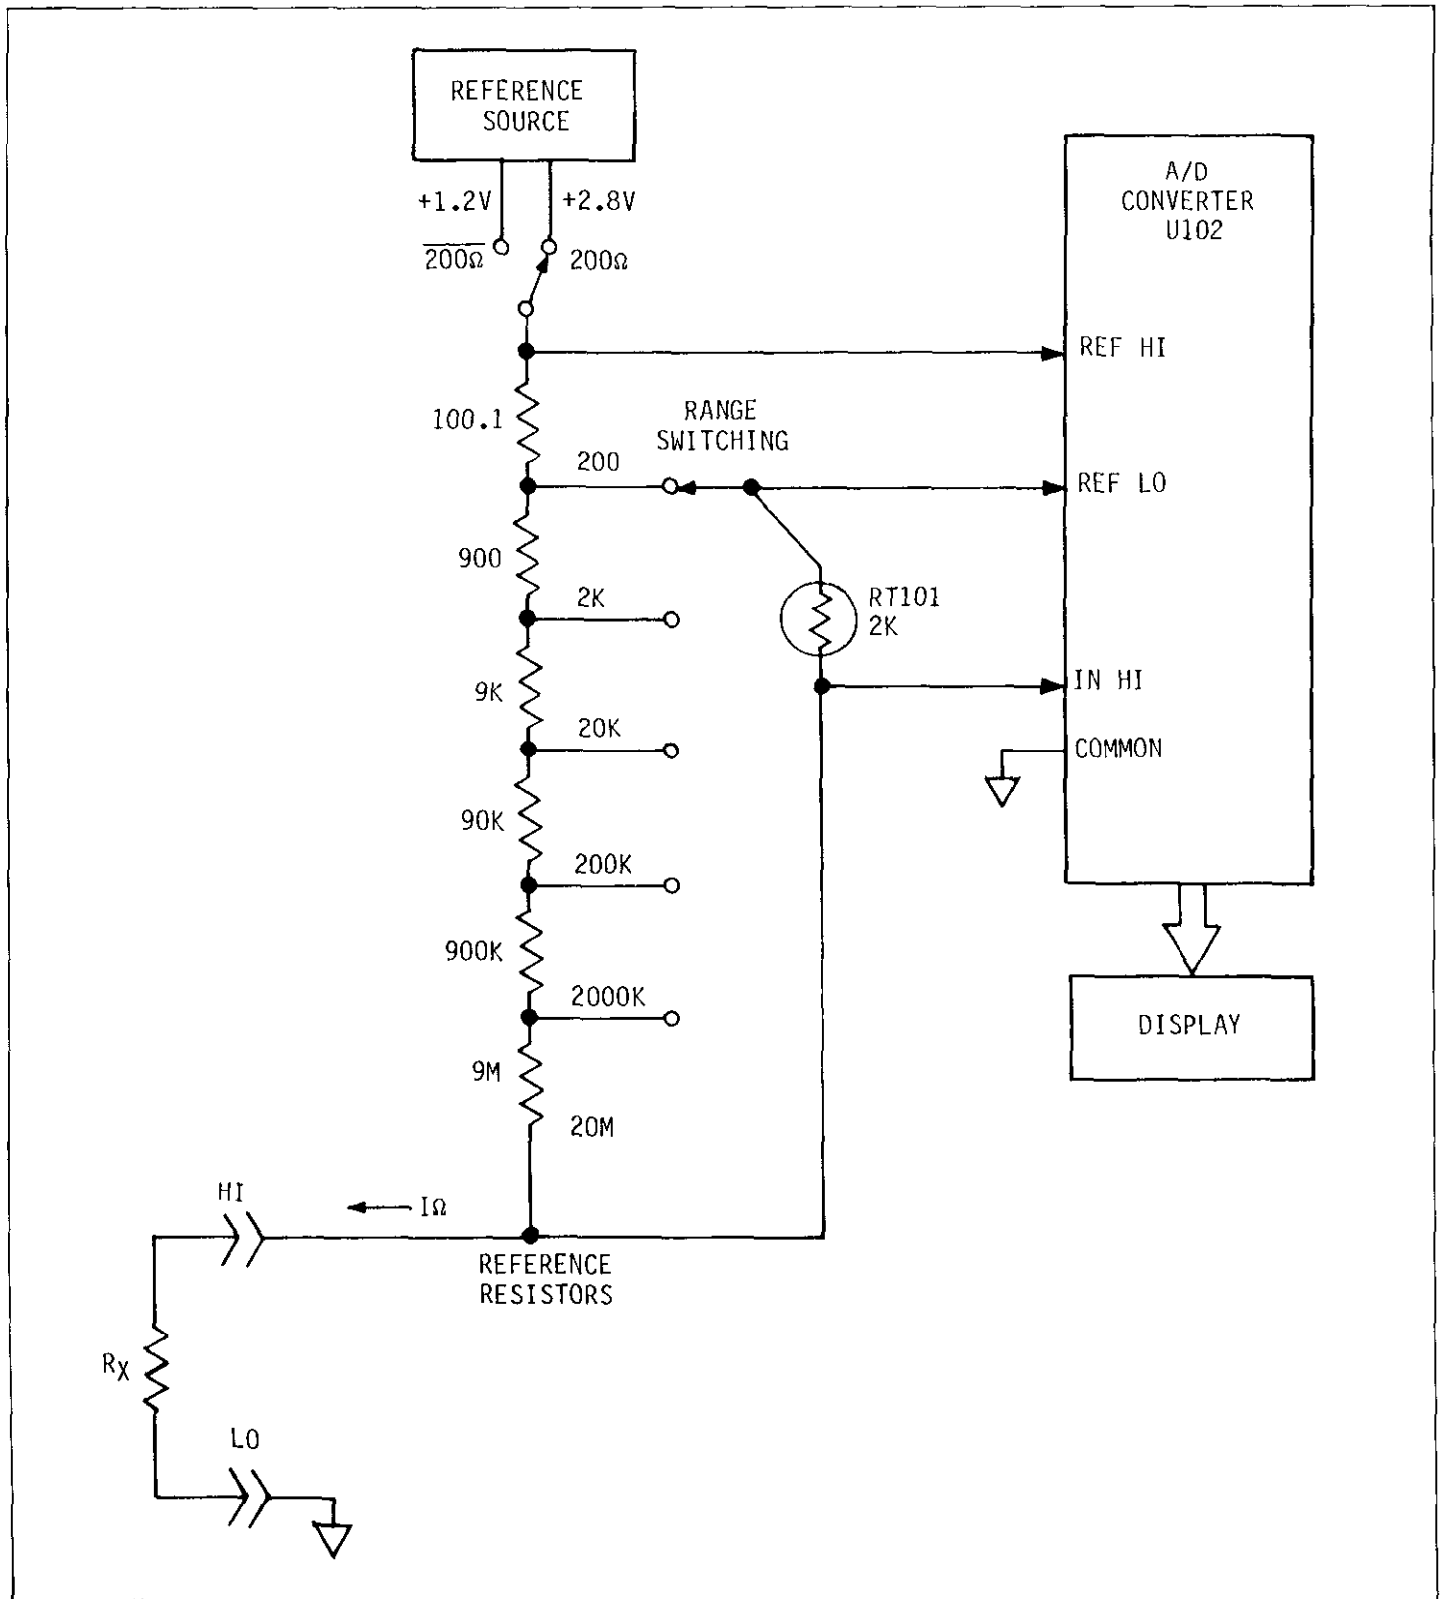 REFERENCE
SOURCE
+1.2V
+2.8V
200Ω
200Ω
A/D
CONVERTER
U102
REF HI
100.1
RANGE
SWITCHING
200
REF LO
900
2K
RT101
2K
9K
IN HI
20K
COMMON
90K
200K
900K
2000K
DISPLAY
9M
20M
HI
IΩ
REFERENCE
RESISTORS
RX
LO